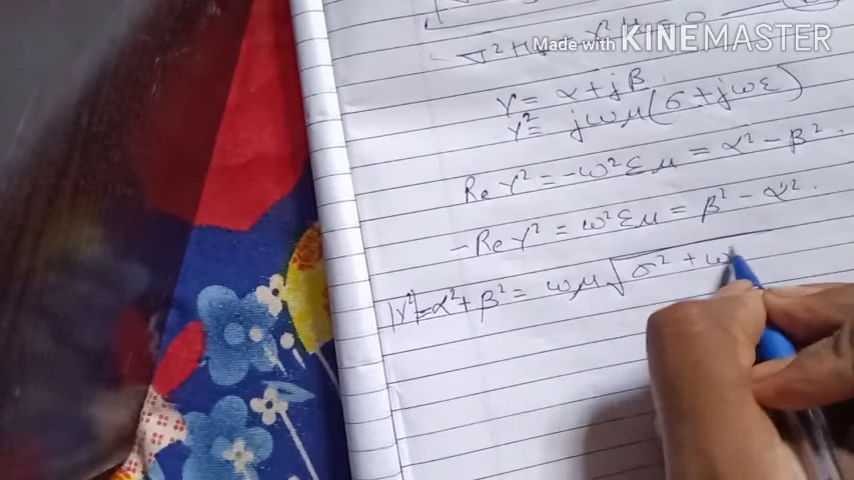 Made with KINEMASTER
γ = α + jβ
γ² = jωμ(σ + jωε)
Re γ² = -ω²εμ = α² - β².
-Re γ² = ω²εμ = β² - α².
|γ²| = α² + β² = ωμ√σ² + ω